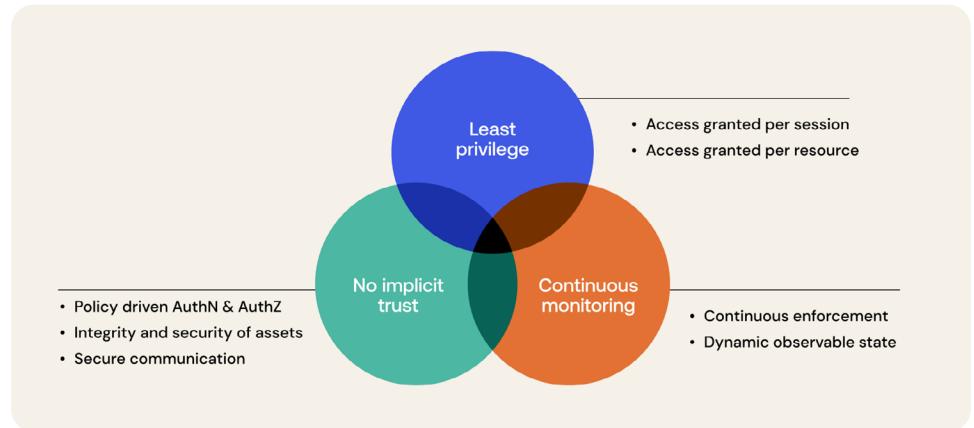 Least
privilege
• Access granted per session
• Access granted per resource
No implicit
trust
• Policy driven AuthN & AuthZ
• Integrity and security of assets
• Secure communication
Continuous
monitoring
• Continuous enforcement
• Dynamic observable state